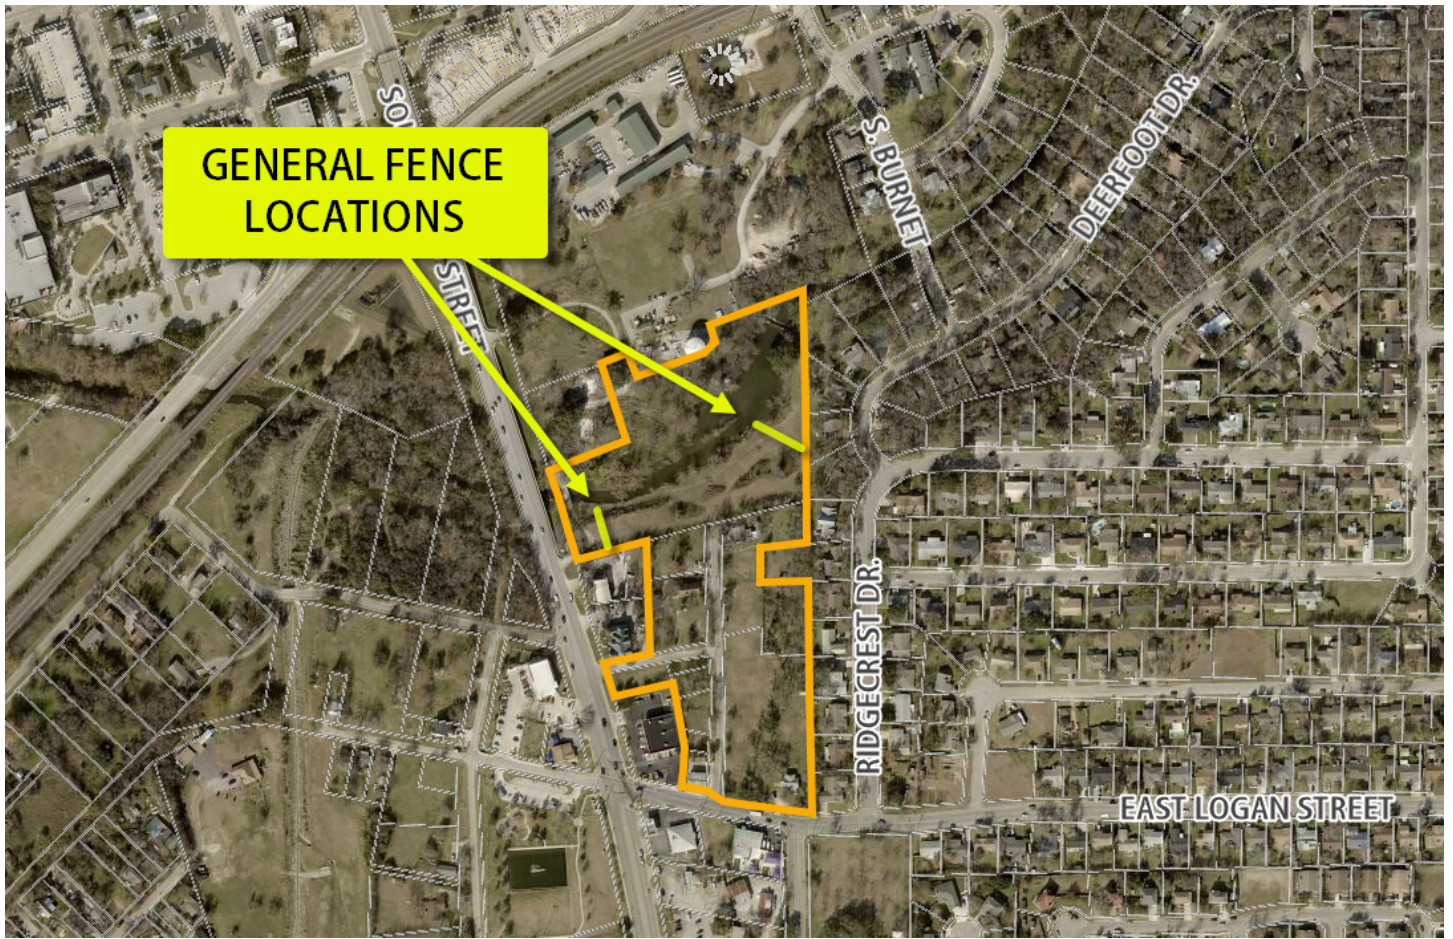 GENERAL FENCE
LOCATIONS
STREET
S. BURNET
DEERFOOT DR.
RIDGECREST DR.
EAST LOGAN STREET